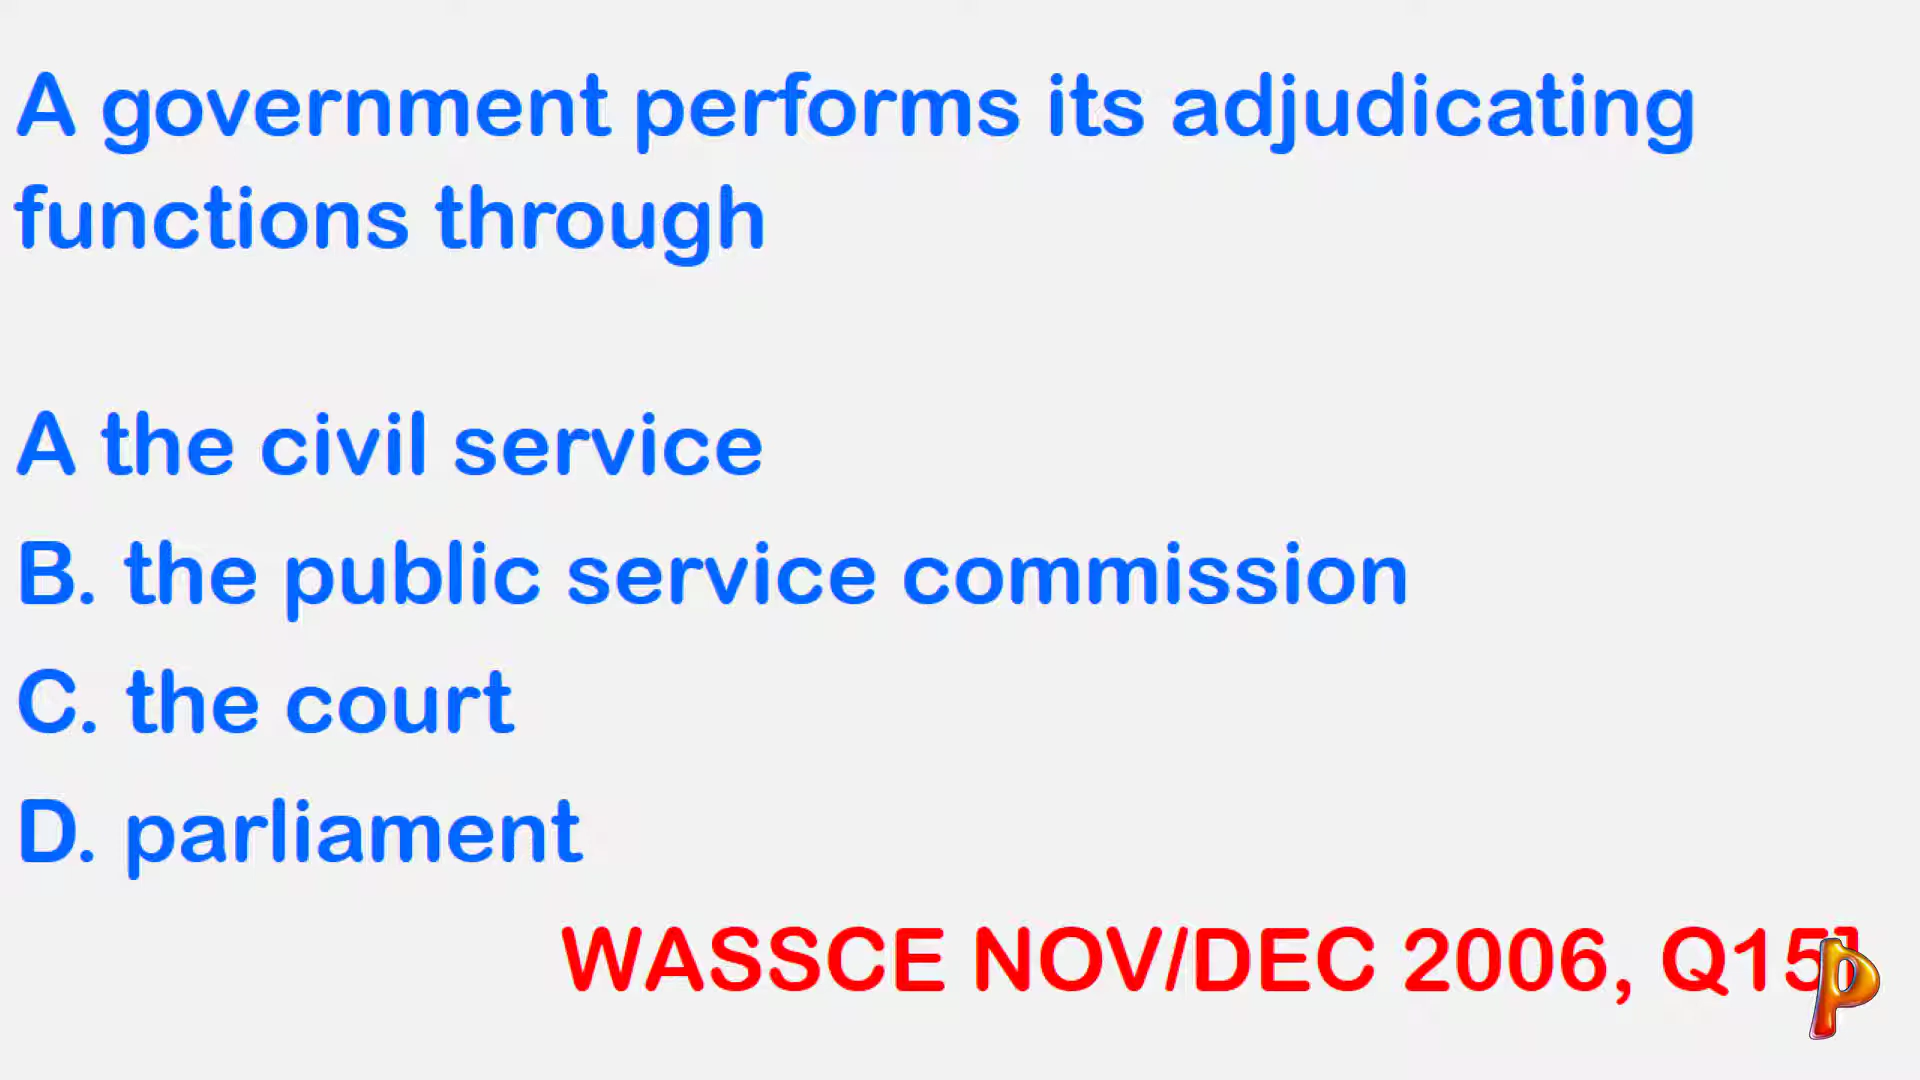 A government performs its adjudicating
functions through
A the civil service
B. the public service commission
C. the court
D. parliament
WASSCE NOV/DEC 2006, Q15]
P